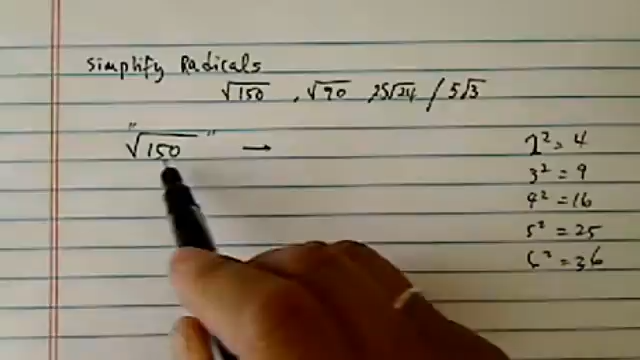 Simplify Radicals
√150 , √90 25√24 / 5√3
"√150" →
2² = 4
3² = 9
4² = 16
5² = 25
6² = 36